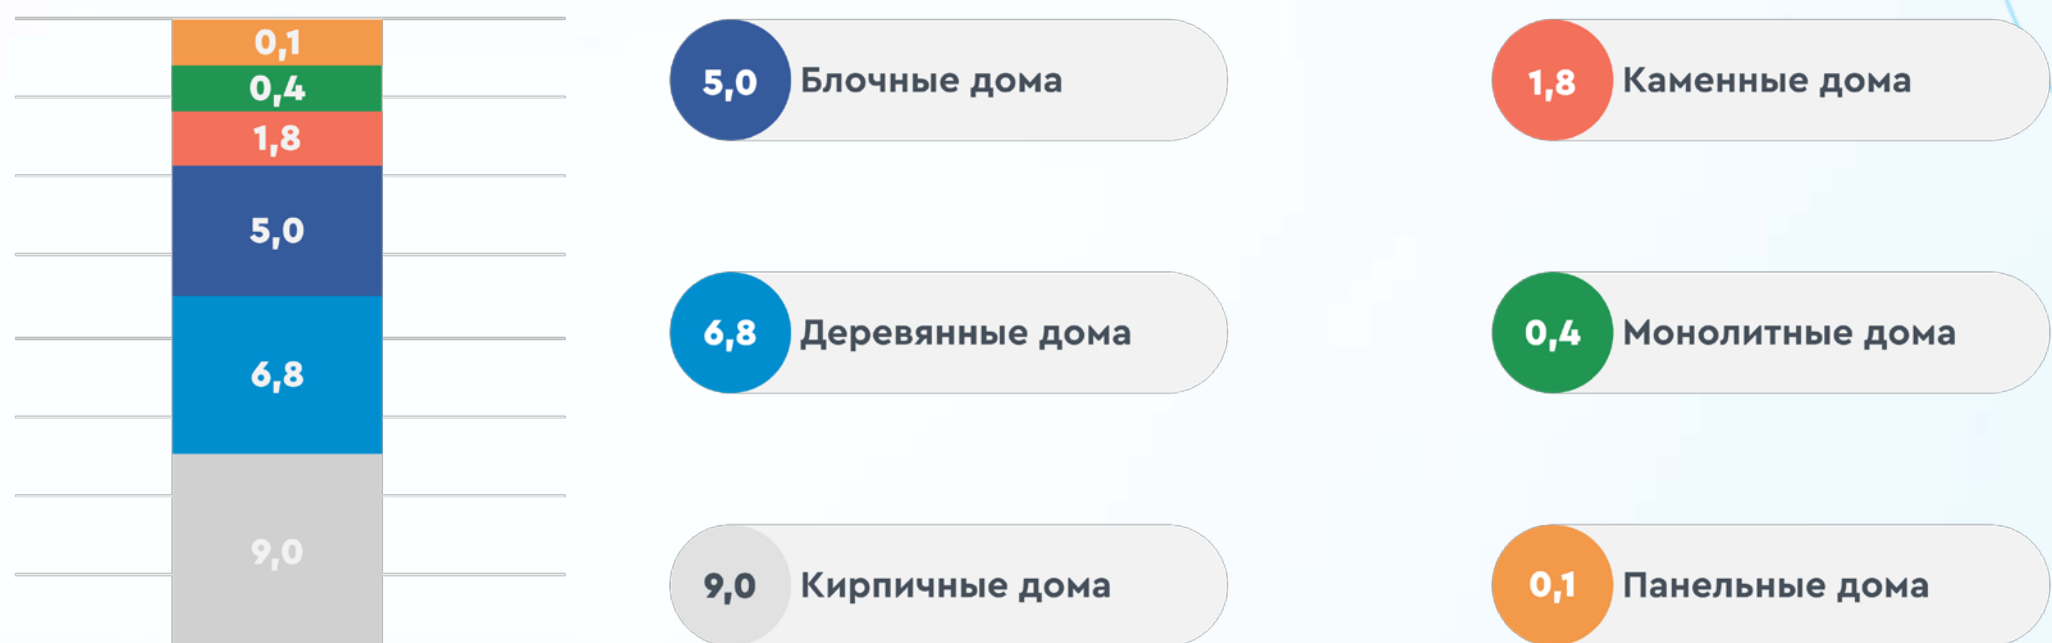 0,1
0,4
1,8
5,0
6,8
9,0
5,0 Блочные дома
6,8 Деревянные дома
9,0 Кирпичные дома
1,8 Каменные дома
0,4 Монолитные дома
0,1 Панельные дома